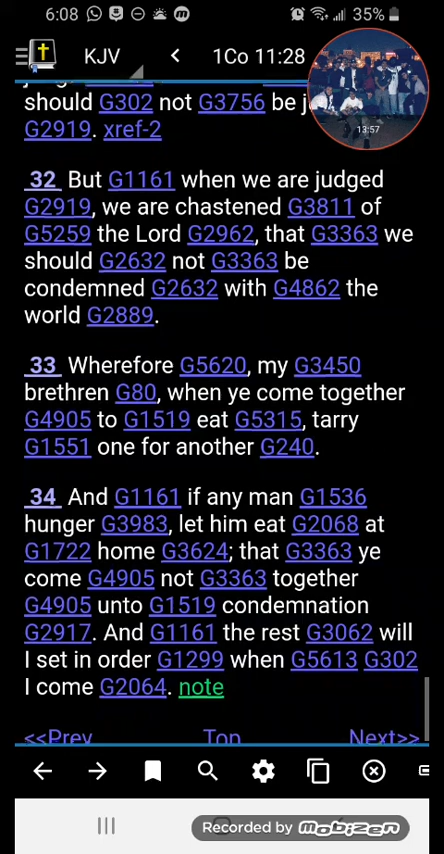 6:08 35%
KJV < 1Co 11:28
should G302 not G3756 be
G2919. xref-2
13:57
32 But G1161 when we are judged
G2919, we are chastened G3811 of
G5259 the Lord G2962, that G3363 we
should G2632 not G3363 be
condemned G2632 with G4862 the
world G2889.
33 Wherefore G5620, my G3450
brethren G80, when ye come together
G4905 to G1519 eat G5315, tarry
G1551 one for another G240.
34 And G1161 if any man G1536
hunger G3983, let him eat G2068 at
G1722 home G3624; that G3363 ye
come G4905 not G3363 together
G4905 unto G1519 condemnation
G2917. And G1161 the rest G3062 will
I set in order G1299 when G5613 G302
I come G2064. note
<<Prev Top Next>>
Recorded by Mobizen